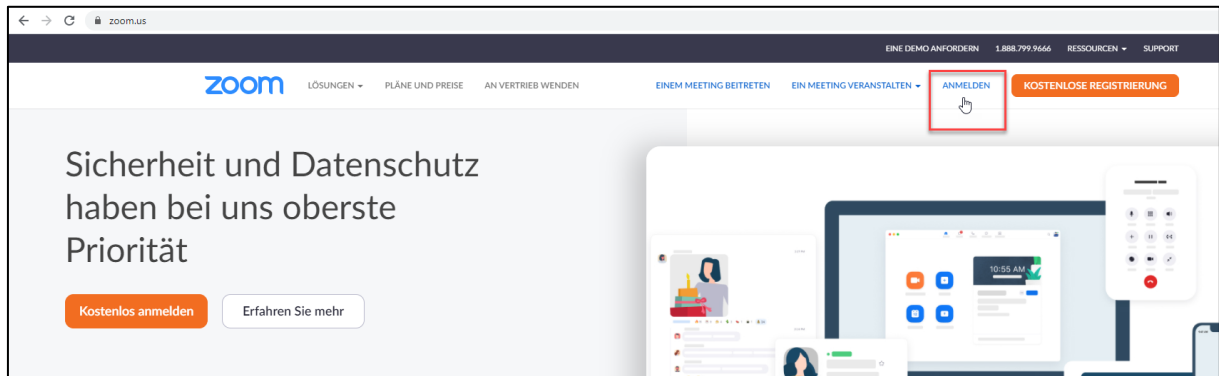 zoom.us
EINE DEMO ANFORDERN 1.888.799.9666 RESSOURCEN SUPPORT
zoom LÖSUNGEN PLÄNE UND PREISE AN VERTRIEB WENDEN EINEM MEETING BEITRETEN EIN MEETING VERANSTALTEN ANMELDEN KOSTENLOSE REGISTRIERUNG
Sicherheit und Datenschutz
haben bei uns oberste
Priorität
Kostenlos anmelden Erfahren Sie mehr
10:55 AM